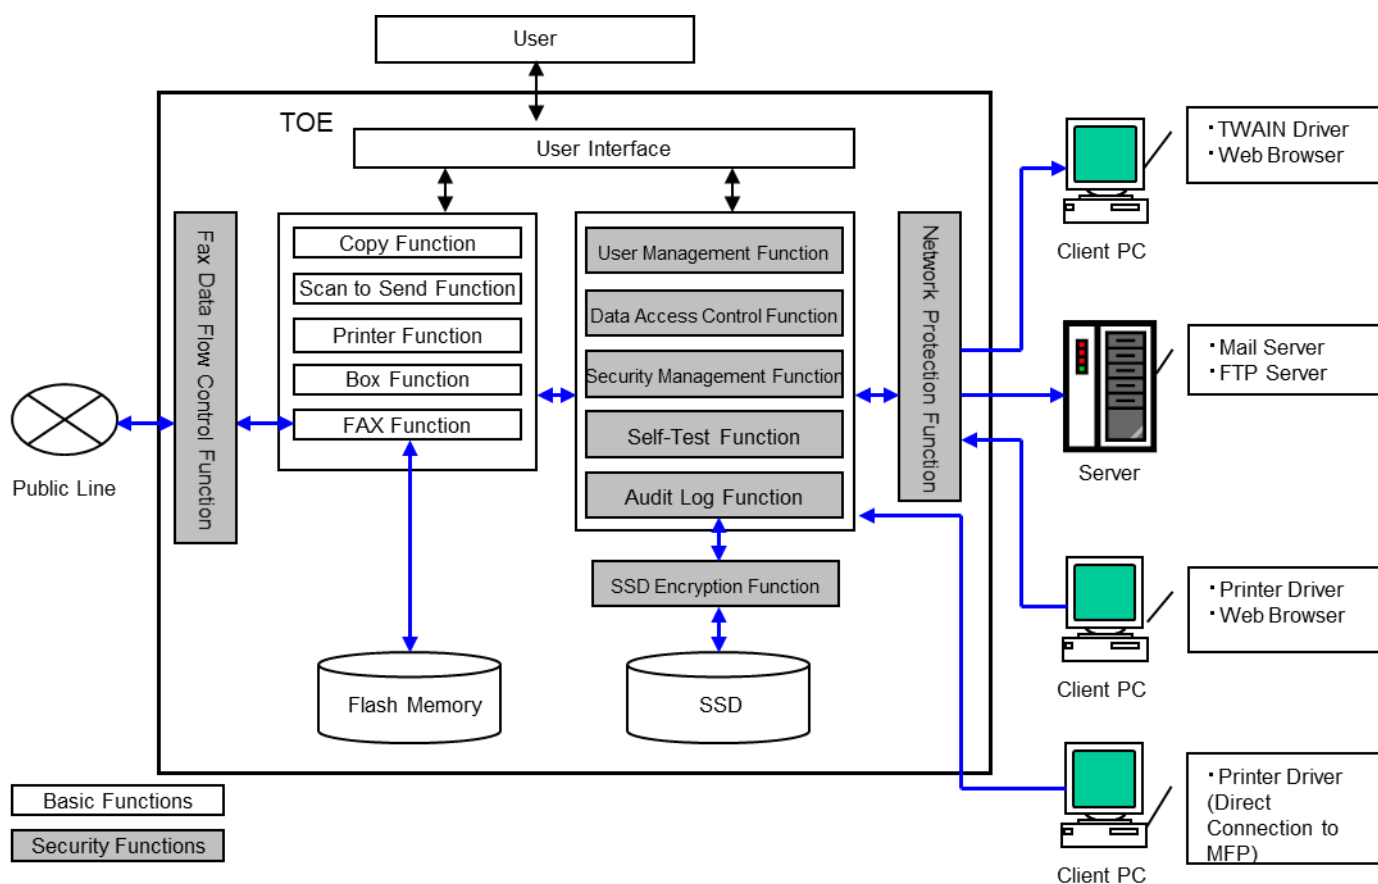 User
TOE
User Interface
Fax Data Flow Control Function
Copy Function
Scan to Send Function
Printer Function
Box Function
FAX Function
User Management Function
Data Access Control Function
Security Management Function
Self-Test Function
Audit Log Function
SSD Encryption Function
Network Protection Function
Public Line
Flash Memory
SSD
・TWAIN Driver
・Web Browser
Client PC
・Mail Server
・FTP Server
Server
・Printer Driver
・Web Browser
Client PC
・Printer Driver
(Direct
Connection to
MFP)
Client PC
Basic Functions
Security Functions